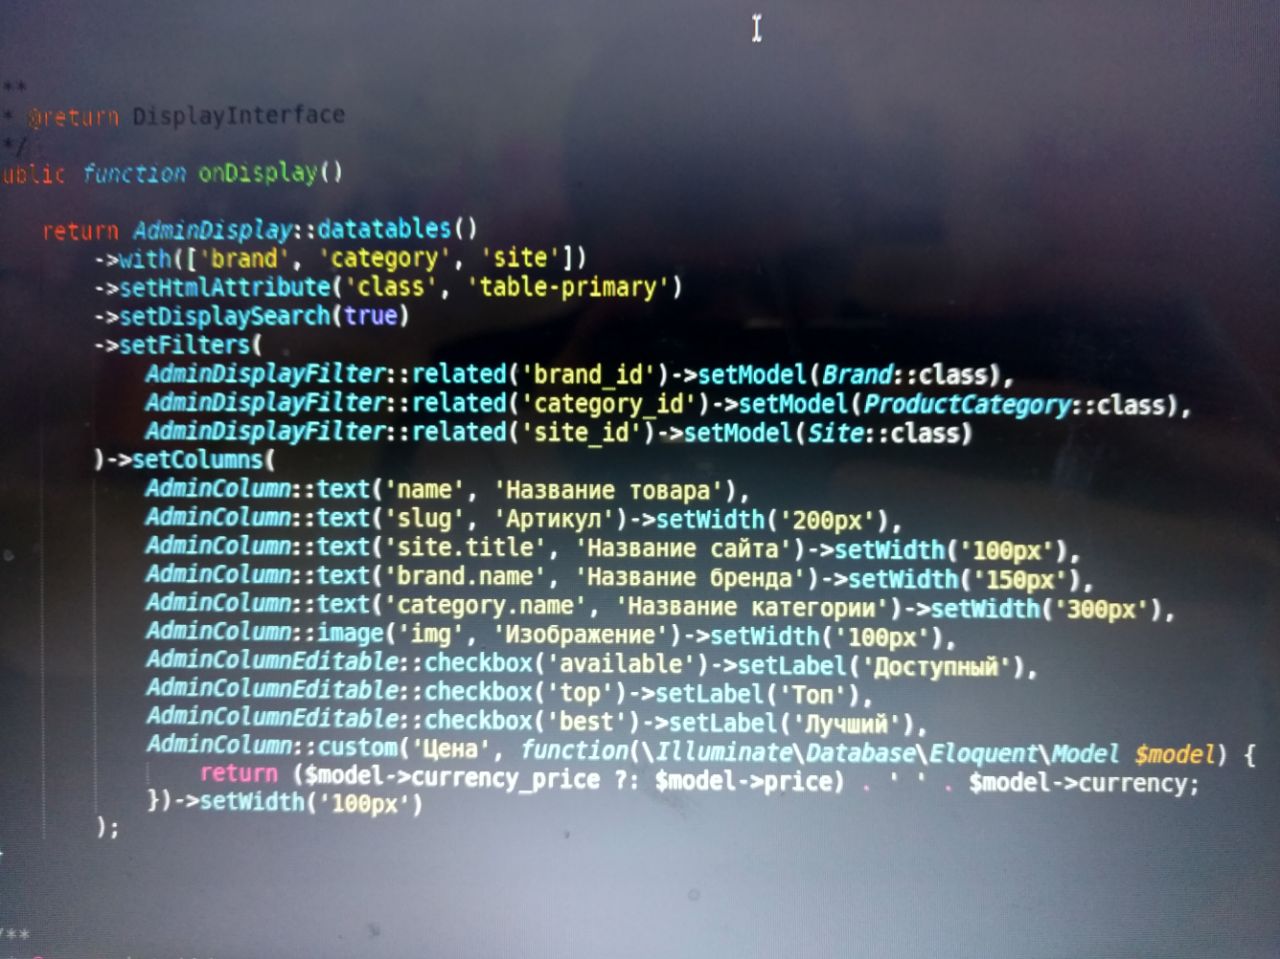 **
* @return DisplayInterface
*/
ublic function onDisplay()
return AdminDisplay::datatables()
->with(['brand', 'category', 'site'])
->setHtmlAttribute('class', 'table-primary')
->setDisplaySearch(true)
->setFilters(
AdminDisplayFilter::related('brand_id')->setModel(Brand::class),
AdminDisplayFilter::related('category_id')->setModel(ProductCategory::class),
AdminDisplayFilter::related('site_id')->setModel(Site::class)
)->setColumns(
AdminColumn::text('name', 'Название товара'),
AdminColumn::text('slug', 'Артикул')->setWidth('200px'),
AdminColumn::text('site.title', 'Название сайта')->setWidth('100px'),
AdminColumn::text('brand.name', 'Название бренда')->setWidth('150px'),
AdminColumn::text('category.name', 'Название категории')->setWidth('300px'),
AdminColumn::image('img', 'Изображение')->setWidth('100px'),
AdminColumnEditable::checkbox('available')->setLabel('Доступный'),
AdminColumnEditable::checkbox('top')->setLabel('Топ'),
AdminColumnEditable::checkbox('best')->setLabel('Лучший'),
AdminColumn::custom('Цена', function(\Illuminate\Database\Eloquent\Model $model) {
return ($model->currency_price ?: $model->price) . ' ' . $model->currency;
})->setWidth('100px')
);
/**